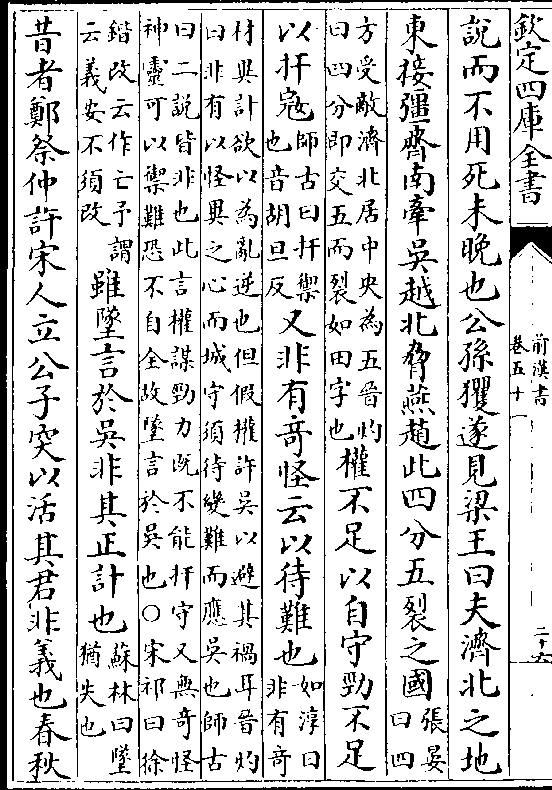 欽定四庫全書
前漢書
卷五十一
二十六
說而不用死未晚也公孫玃遂見梁王曰夫濟北之地
東接彊齊南牽吳越北脅燕趙此四分五裂之國
張晏
曰四
方受敵濟北居中央為五晉灼
曰四分即交五而裂如田字也
權不足以自守勁不足
以扞寇
師古曰扞禦
也音胡旦反
又非有奇怪云以待難也
如淳曰
非有奇
材異計欲以為亂逆也但假權許吳以避其禍耳晉灼
曰非有以怪異之心而城守須待變難而應吳也師古
曰二說皆非也此言權謀勁力既不能扞守又無奇怪
神靈可以禦難恐不自全故墜言於吳也○宋祁曰徐
鍇改云作亡予謂
云義安不須改
雖墜言於吳非其正計也
蘇林曰墜
猶失也
昔者鄭祭仲許宋人立公子突以活其君非義也春秋